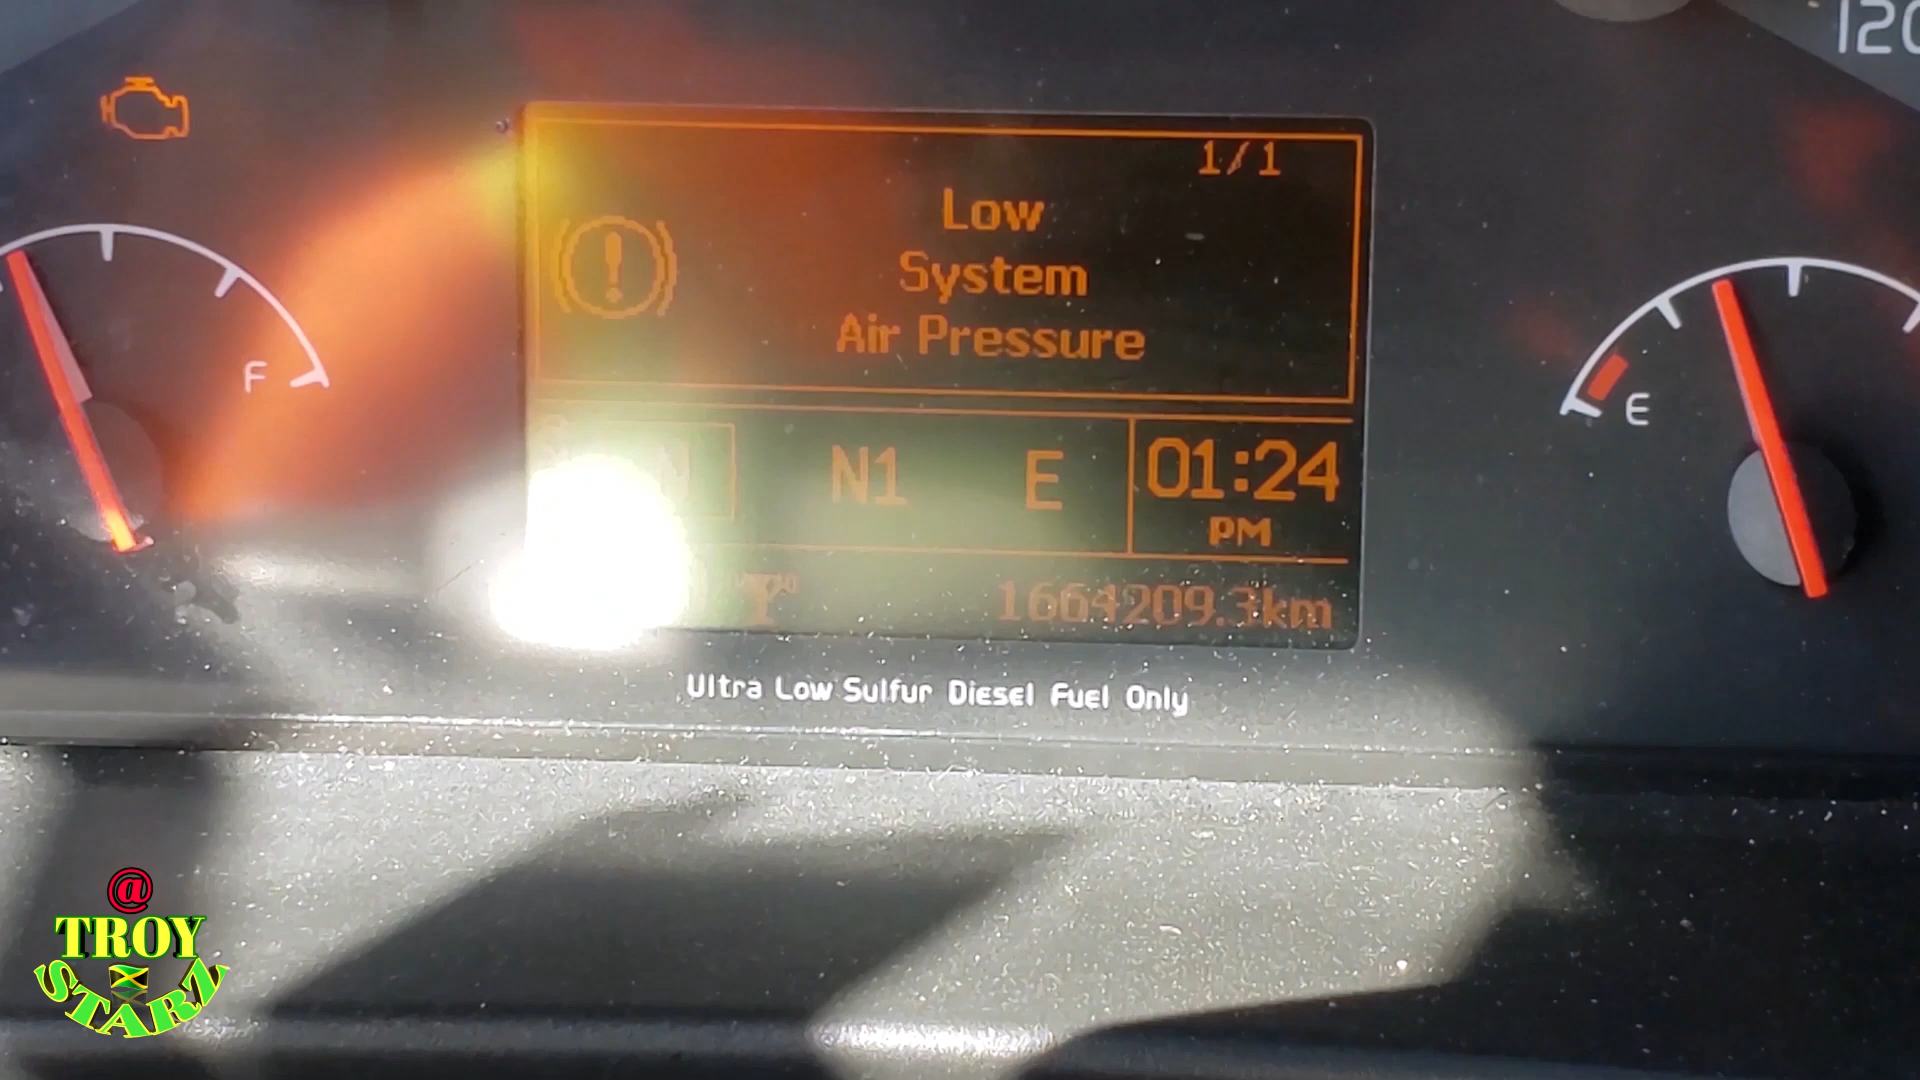 120
1/1
Low
System
Air Pressure
F
E
N N1 E 01:24
PM
1664209.3km
Ultra Low Sulfur Diesel Fuel Only
@
TROY
STARZ